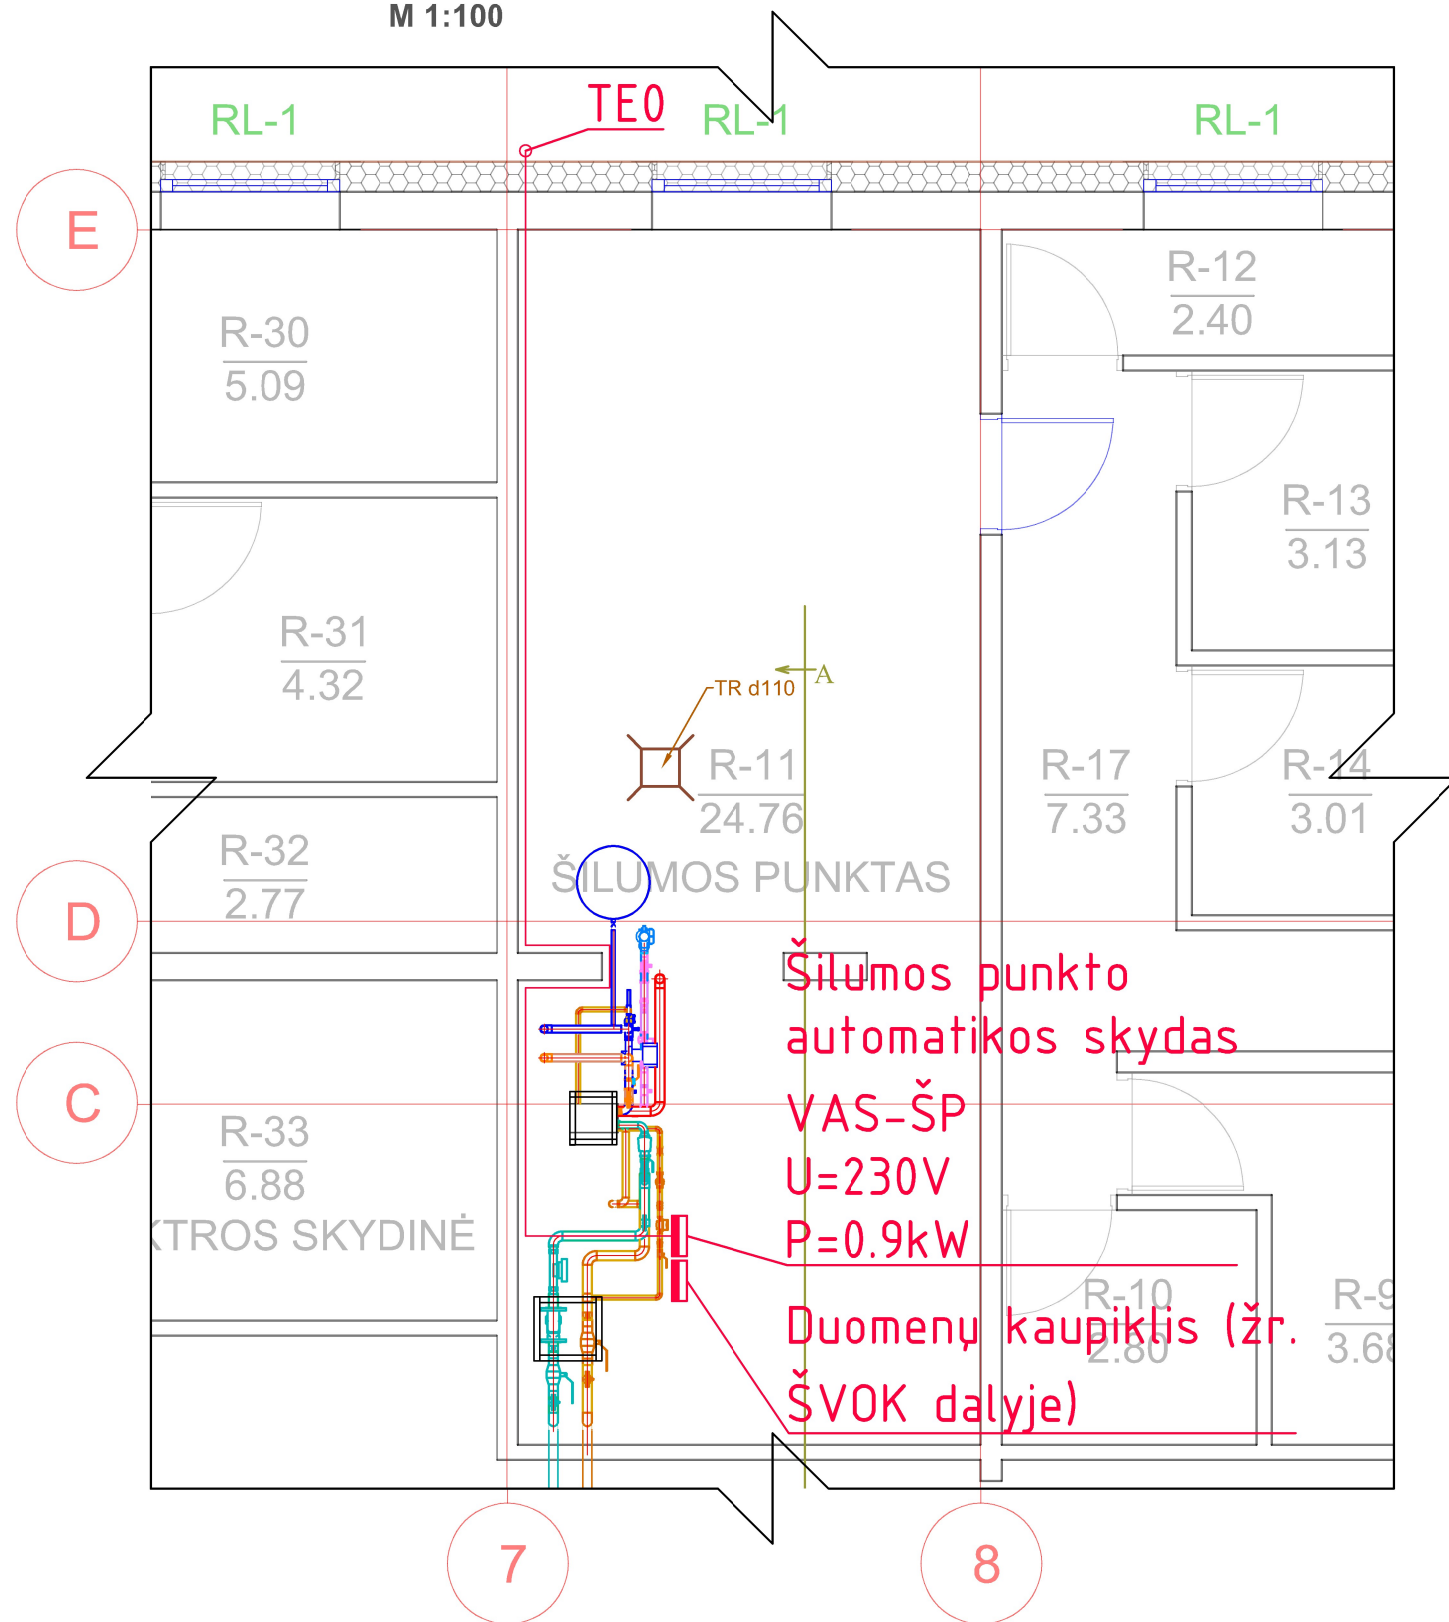 M 1:100
TE0
RL-1
RL-1
RL-1
E
R-12
2.40
R-30
5.09
R-13
3.13
R-31
4.32
A
TR d110
R-11
24.76
ŠILUMOS PUNKTAS
R-17
7.33
R-14
3.01
R-32
2.77
D
Šilumos punkto
automatikos skydas
VAS-ŠP
U=230V
P=0.9kW
C
R-33
6.88
KTROS SKYDINĖ
R-10
2.80
R-9
3.68
Duomenų kaupiklis (žr.
ŠVOK dalyje)
7
8